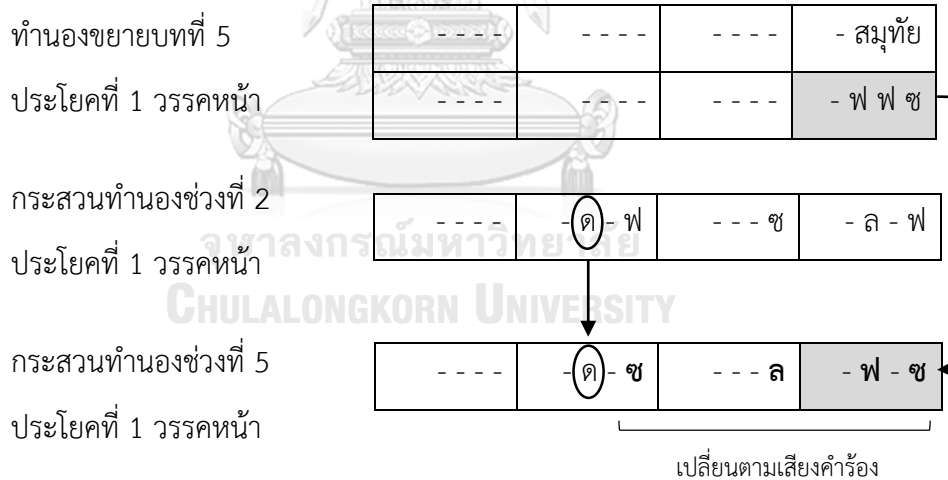 ทำนองขยายบทที่ 5
- - - - - - - - - - - - - สมุทัย
ประโยคที่ 1 วรรคหน้า
- - - - - - - - - - - - - ฟ ฟ ซ
กระสวนทำนองช่วงที่ 2
- - - - - ด - ฟ - - - ซ - ล - ฟ
จุฬาลงกรณ์มหาวิทยาลัย
ประโยคที่ 1 วรรคหน้า
CHULALONGKORN UNIVERSITY
กระสวนทำนองช่วงที่ 5
- - - - - ด - ซ - - - ล - ฟ - ซ
ประโยคที่ 1 วรรคหน้า
เปลี่ยนตามเสียงคำร้อง